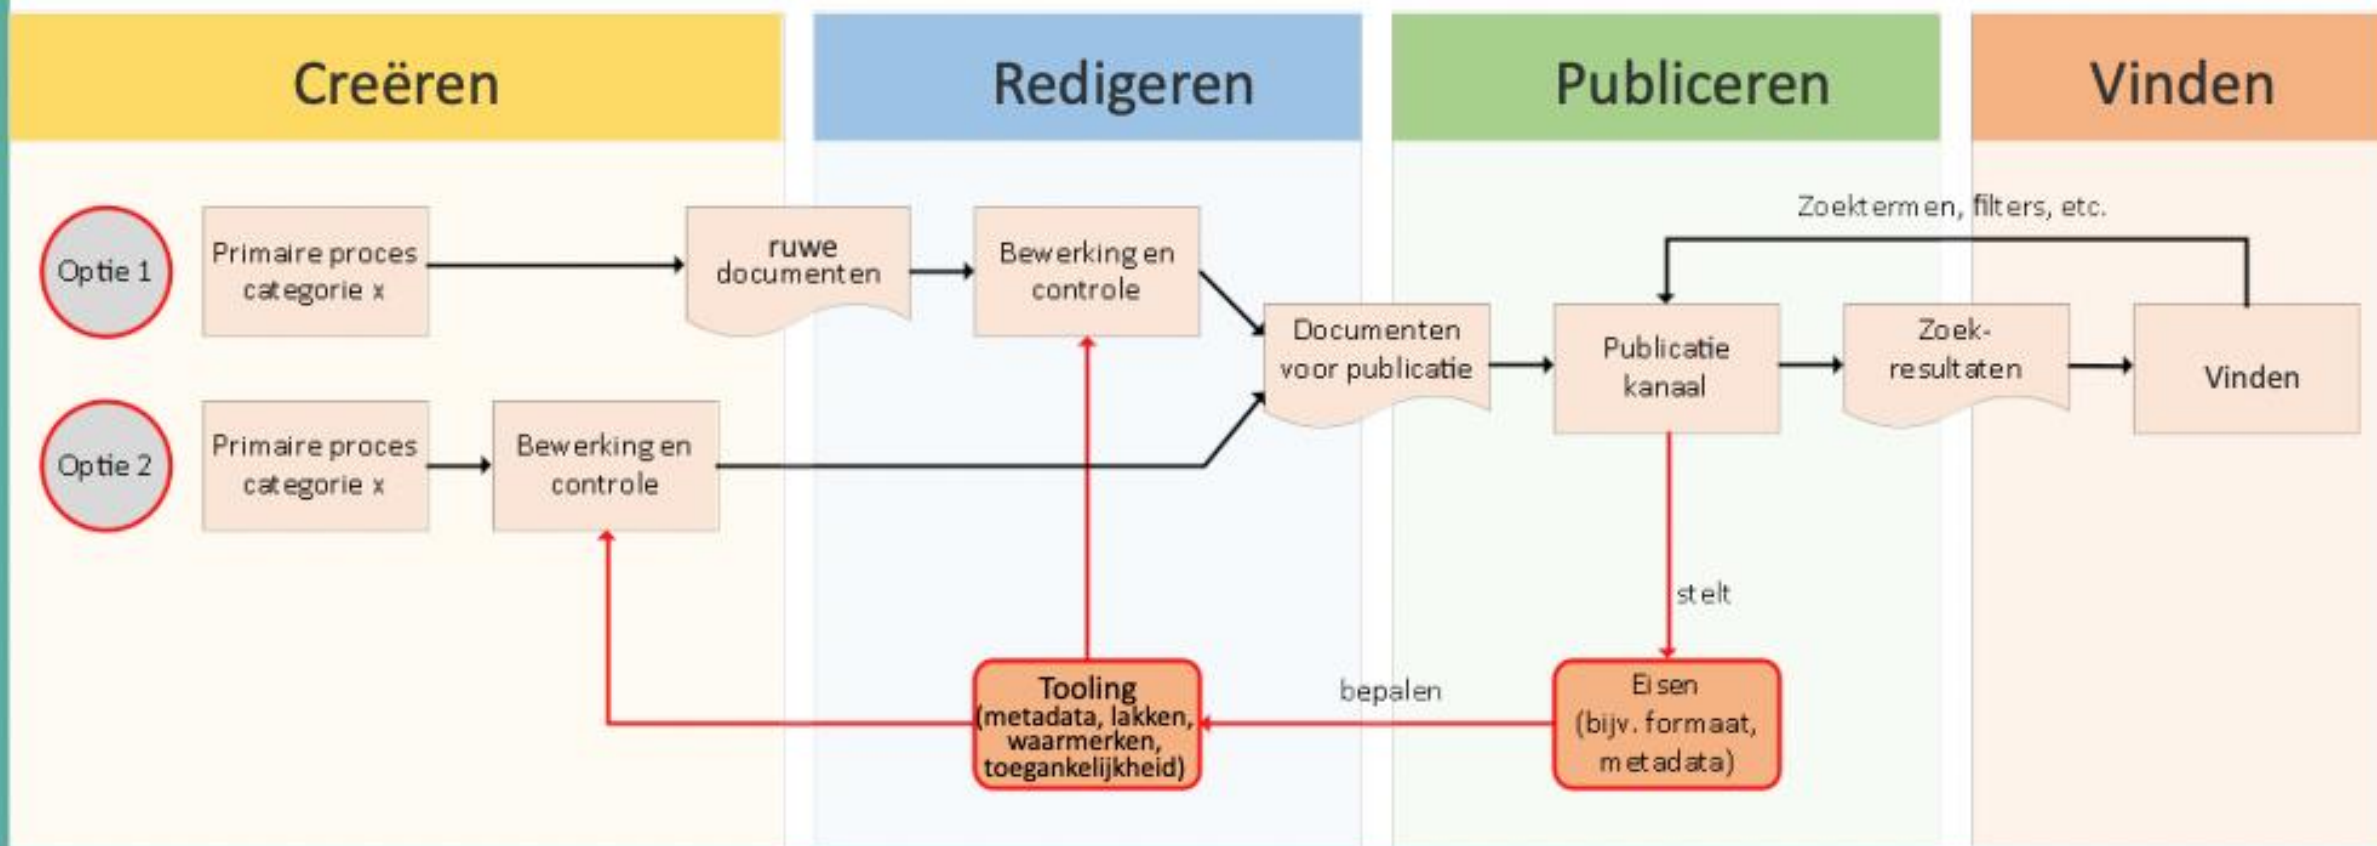 Creëren
Redigeren
Publiceren
Vinden
Optie 1
Primaire proces
categorie x
ruwe
documenten
Bewerking en
controle
Zoektermen, filters, etc.
Documenten
voor publicatie
Publicatie
kanaal
Zoek-
resultaten
Vinden
Optie 2
Primaire proces
categorie x
Bewerking en
controle
stelt
Tooling
(metadata, lakken,
waarmerken,
toegankelijkheid)
bepalen
Eisen
(bijv. formaat,
metadata)